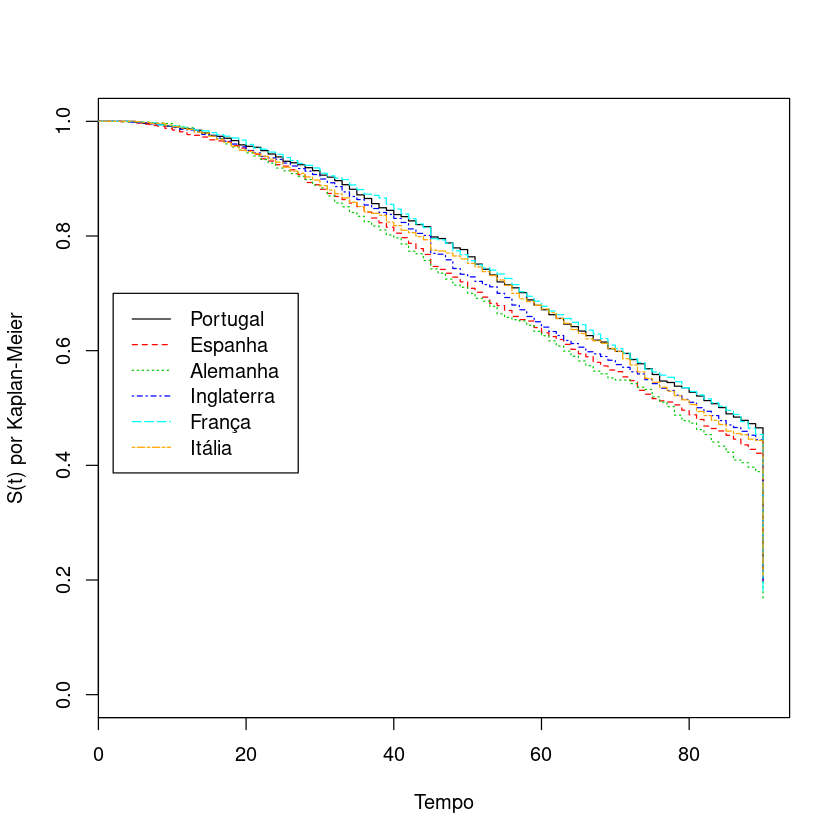 1.0
0.8
0.6
0.4
0.2
0.0
S(t) por Kaplan-Meier
Portugal
Espanha
Alemanha
Inglaterra
França
Itália
0 20 40 60 80
Tempo